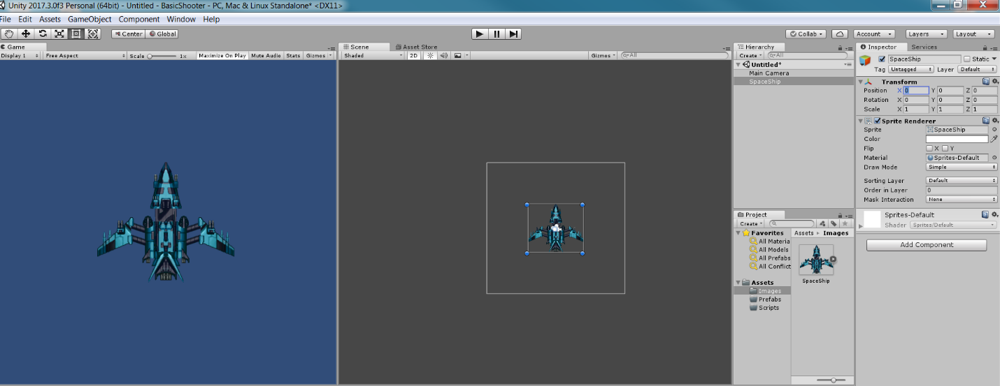 Unity 2017.3.0f3 Personal (64bit) - Untitled - BasicShooter - PC, Mac & Linux Standalone* <DX11>
File Edit Assets GameObject Component Window Help
Center Global Collab Account Layers Layout
Game
Display 1 Free Aspect Scale 1x Maximize On Play Mute Audio Stats Gizmos
Scene Asset Store
Shaded 2D Gizmos All
Hierarchy
Create All
Untitled*
Main Camera
SpaceShip
Project
Create
Favorites
All Materia
All Models
All Prefabs
All Conflict
Assets
Images
Prefabs
Scripts
Assets Images
SpaceShip
Inspector Services
SpaceShip Static
Tag Untagged Layer Default
Transform
Position X 0 Y 0 Z 0
Rotation X 0 Y 0 Z 0
Scale X 1 Y 1 Z 1
Sprite Renderer
Sprite SpaceShip
Color
Flip X Y
Material Sprites-Default
Draw Mode Simple
Sorting Layer Default
Order in Layer 0
Mask Interaction None
Sprites-Default
Shader Sprites/Default
Add Component